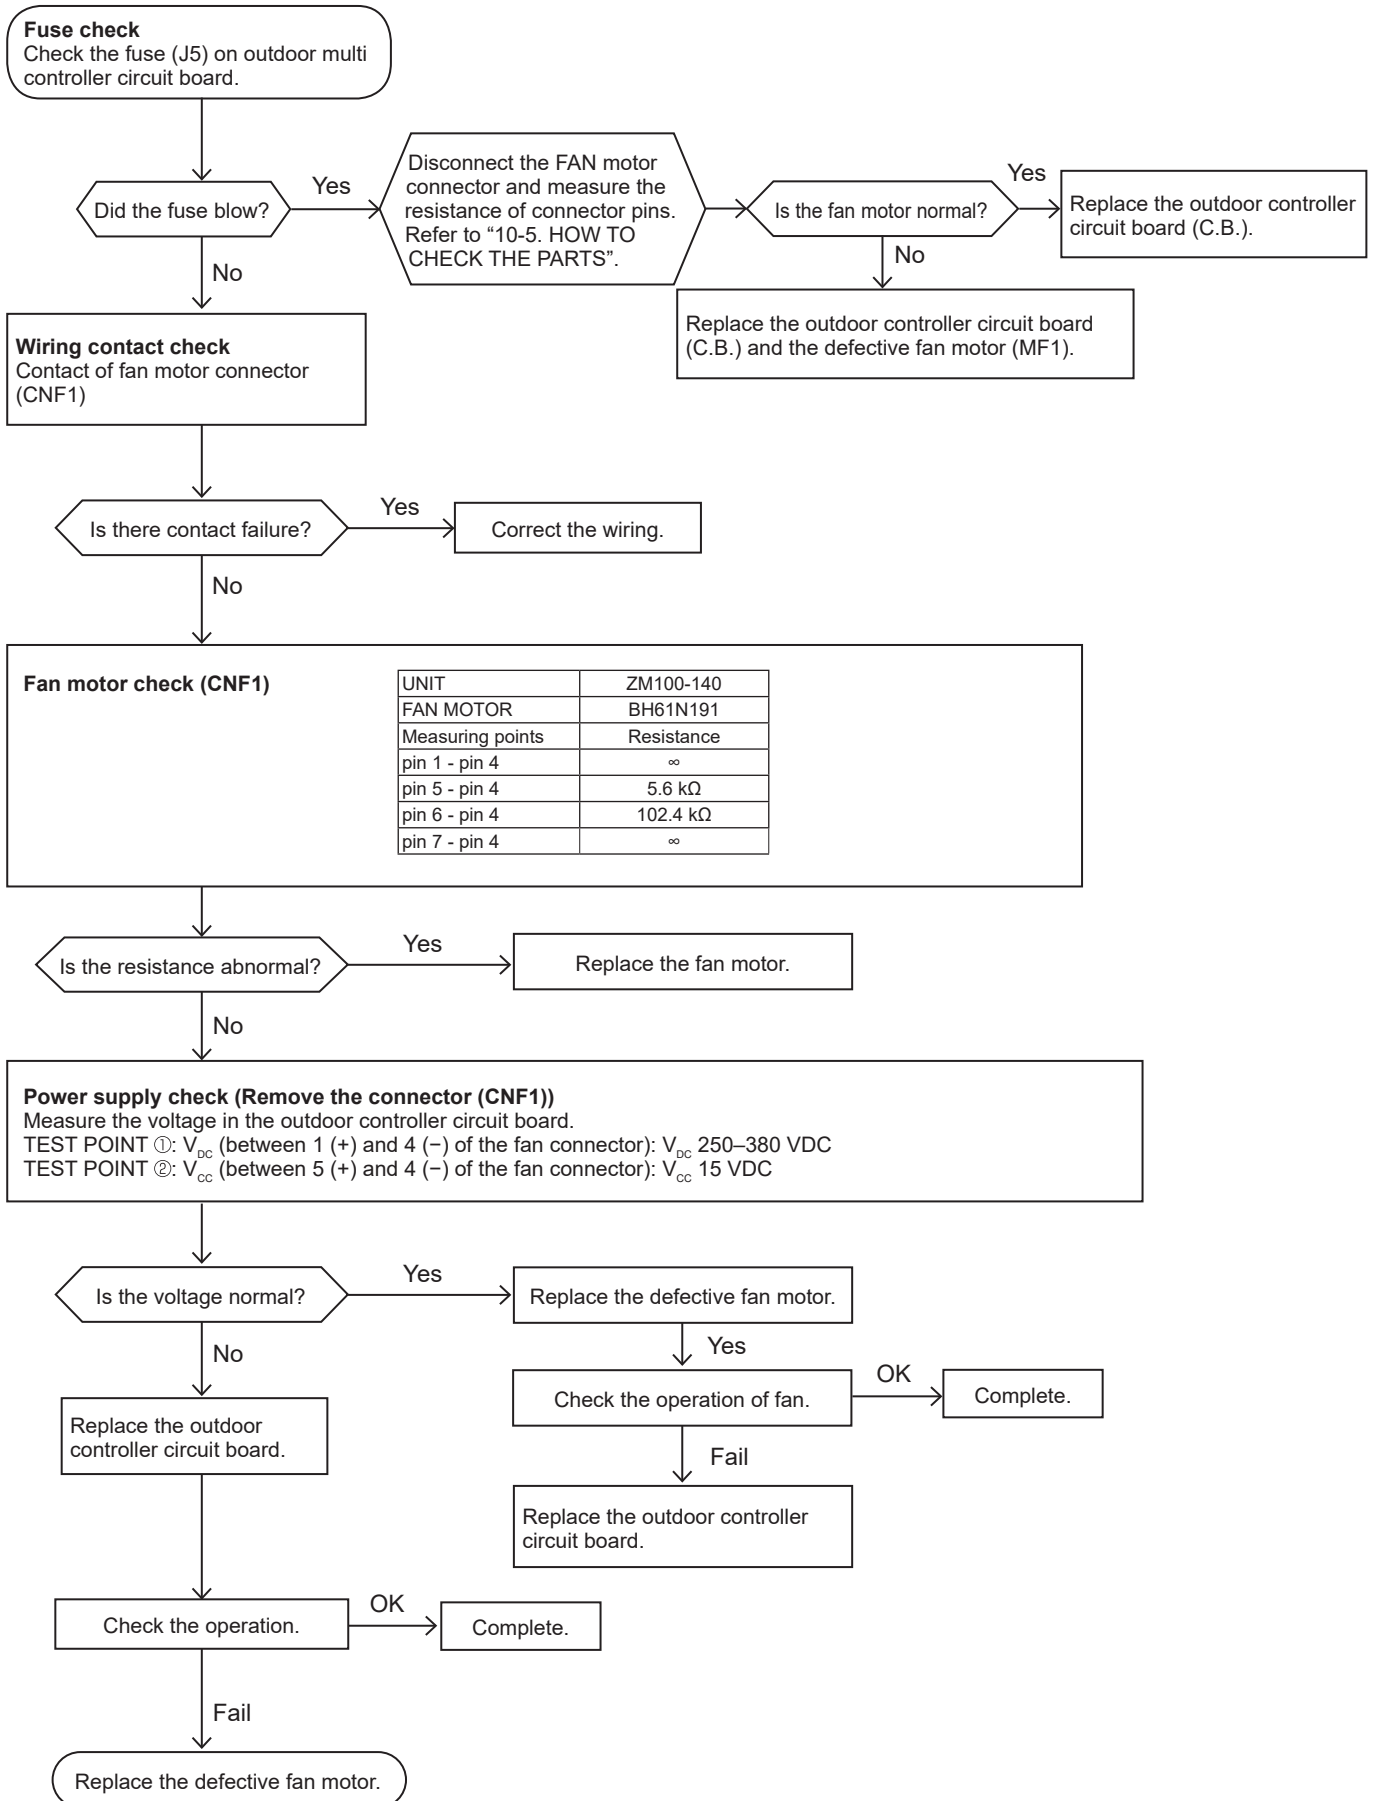 Fuse check
Check the fuse (J5) on outdoor multi
controller circuit board.
Did the fuse blow?
Yes
Disconnect the FAN motor
connector and measure the
resistance of connector pins.
Refer to “10-5. HOW TO
CHECK THE PARTS”.
Is the fan motor normal?
Yes
Replace the outdoor controller
circuit board (C.B.).
No
Replace the outdoor controller circuit board
(C.B.) and the defective fan motor (MF1).
No
Wiring contact check
Contact of fan motor connector
(CNF1)
Is there contact failure?
Yes
Correct the wiring.
No
Fan motor check (CNF1)
UNIT ZM100-140
FAN MOTOR BH61N191
Measuring points Resistance
pin 1 - pin 4 ∞
pin 5 - pin 4 5.6 kΩ
pin 6 - pin 4 102.4 kΩ
pin 7 - pin 4 ∞
Is the resistance abnormal?
Yes
Replace the fan motor.
No
Power supply check (Remove the connector (CNF1))
Measure the voltage in the outdoor controller circuit board.
TEST POINT ①: VDC (between 1 (+) and 4 (−) of the fan connector): VDC 250–380 VDC
TEST POINT ②: VCC (between 5 (+) and 4 (−) of the fan connector): VCC 15 VDC
Is the voltage normal?
Yes
Replace the defective fan motor.
Yes
Check the operation of fan.
OK
Complete.
Fail
Replace the outdoor controller
circuit board.
No
Replace the outdoor
controller circuit board.
Check the operation.
OK
Complete.
Fail
Replace the defective fan motor.